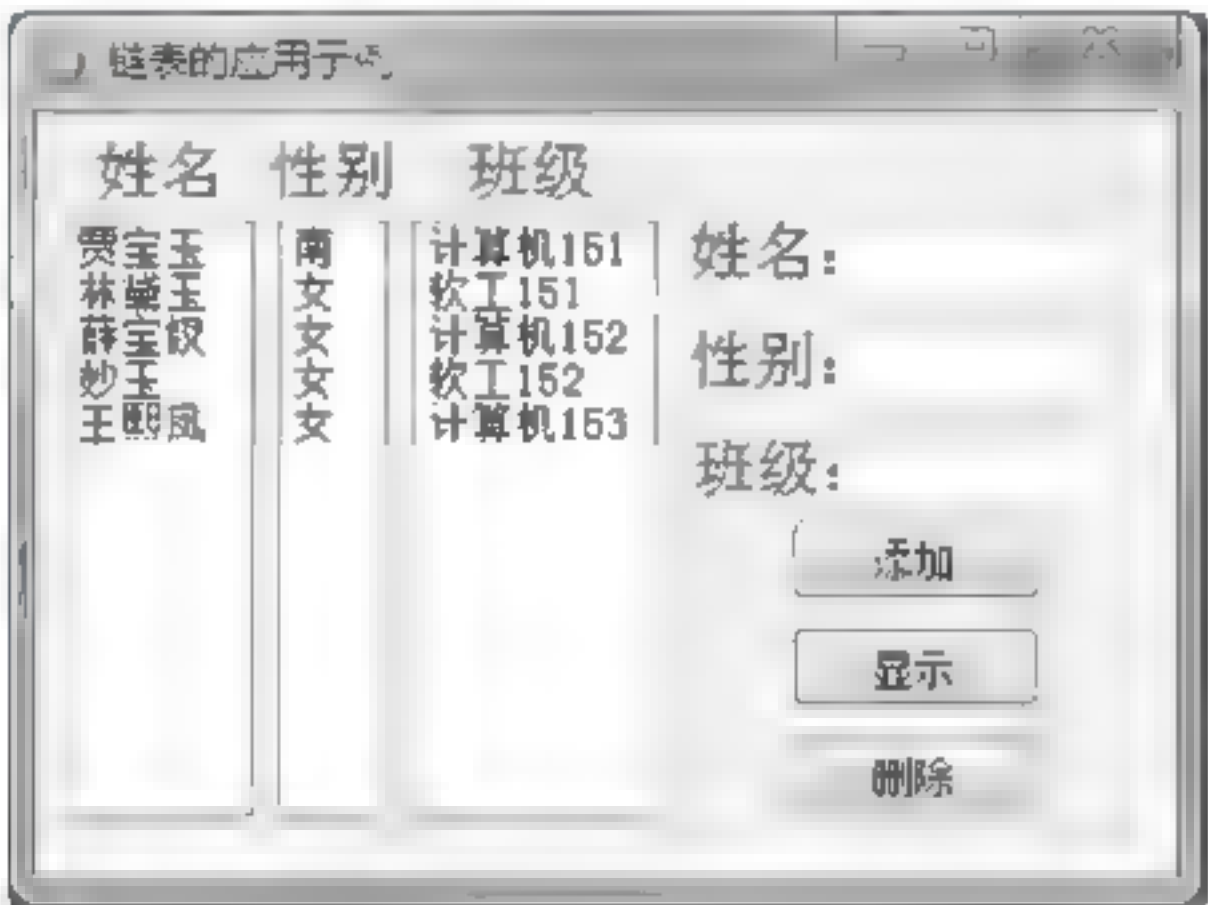 链表的应用示例
姓名 性别 班级
贾宝玉 南 计算机151
林黛玉 女 软工151
薛宝钗 女 计算机152
妙玉 女 软工152
王熙凤 女 计算机153
姓名:
性别:
班级:
添加
显示
删除